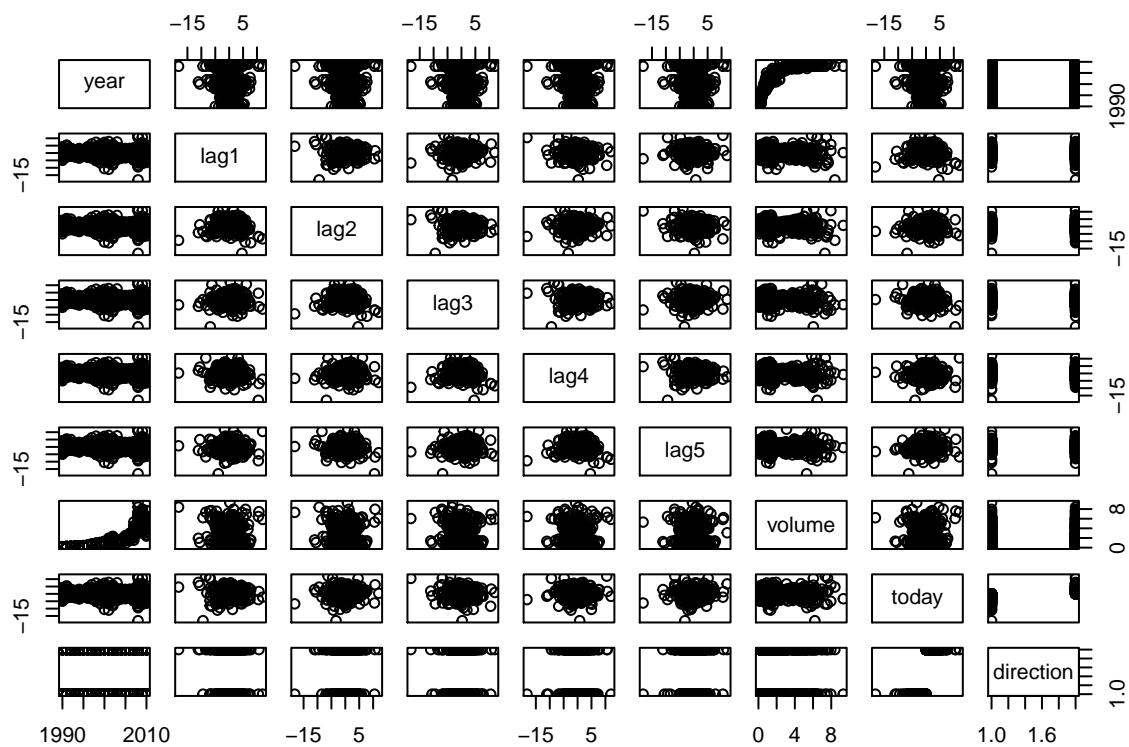 −15 5 −15 5 −15 5 −15 5
year 1990
−15 lag1
lag2 −15
−15 lag3
lag4 −15
−15 lag5
volume 0 8
−15 today
direction 1.0
1990 2010 −15 5 −15 5 0 4 8 1.0 1.6